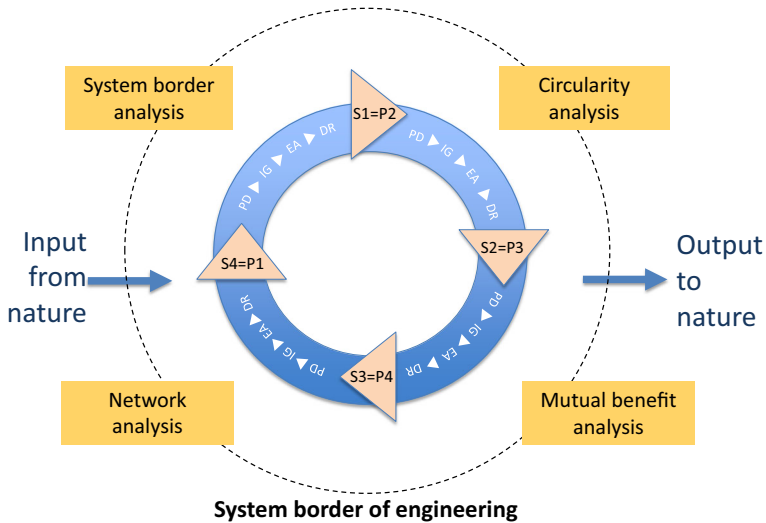 System border
analysis
Circularity
analysis
S1=P2
PD IG EA DR
PD IG EA DR
Input
from
nature
S4=P1
S2=P3
Output
to
nature
PD IG EA DR
PD IG EA DR
S3=P4
Network
analysis
Mutual benefit
analysis
System border of engineering